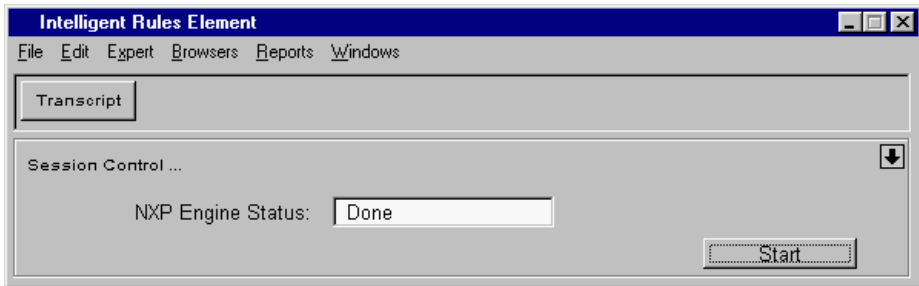 Intelligent Rules Element
File Edit Expert Browsers Reports Windows
Transcript
Session Control ...
NXP Engine Status: Done
Start